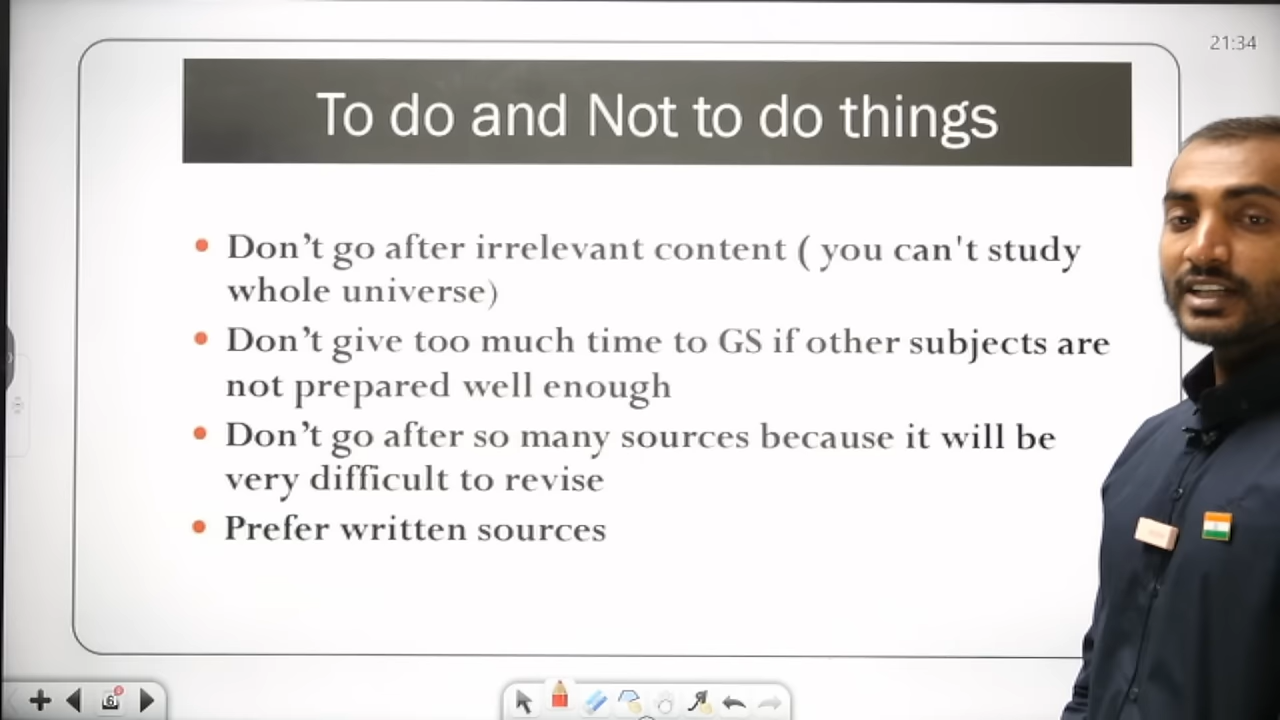 21:34
To do and Not to do things
Don’t go after irrelevant content ( you can't study
whole universe)
Don’t give too much time to GS if other subjects are
not prepared well enough
Don’t go after so many sources because it will be
very difficult to revise
Prefer written sources
6